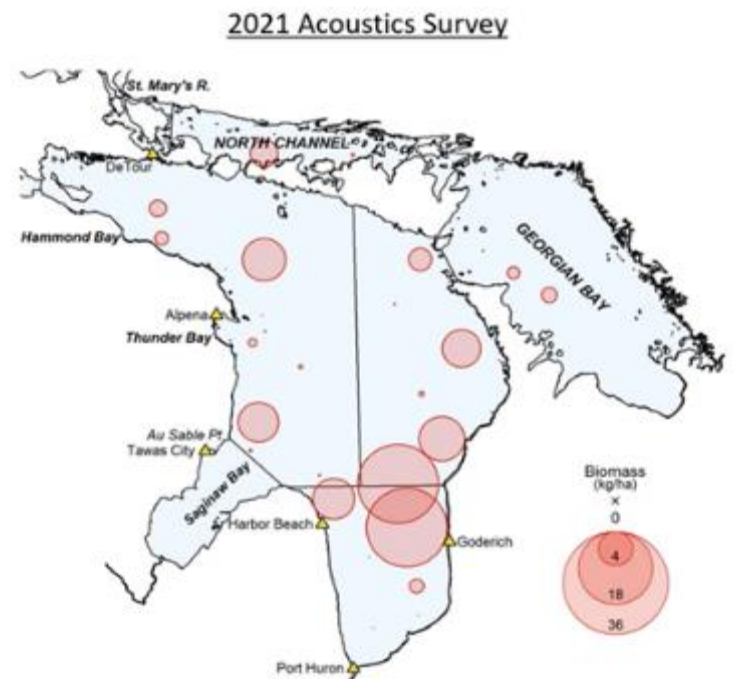 2021 Acoustics Survey
St. Mary's R.
NORTH CHANNEL
DeTour
Hammond Bay
GEORGIAN BAY
Alpena
Thunder Bay
Au Sable Pt.
Tawas City
Saginaw Bay
Harbor Beach
Goderich
Port Huron
Biomass
(kg/ha)
×
0
4
18
36